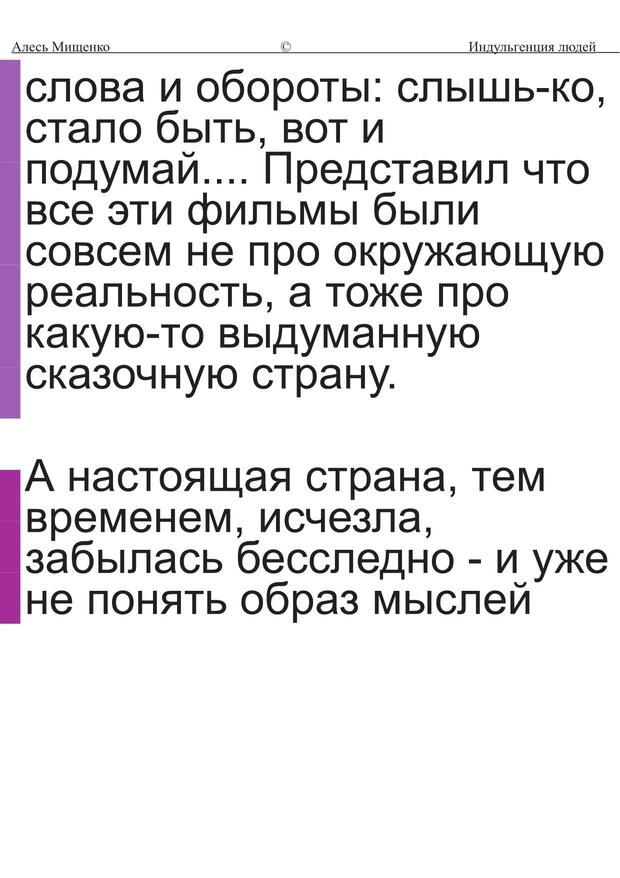 Алесь Мищенко © Индульгенция людей
слова и обороты: слышь-ко,
стало быть, вот и
подумай.... Представил что
все эти фильмы были
совсем не про окружающую
реальность, а тоже про
какую-то выдуманную
сказочную страну.
А настоящая страна, тем
временем, исчезла,
забылась бесследно - и уже
не понять образ мыслей